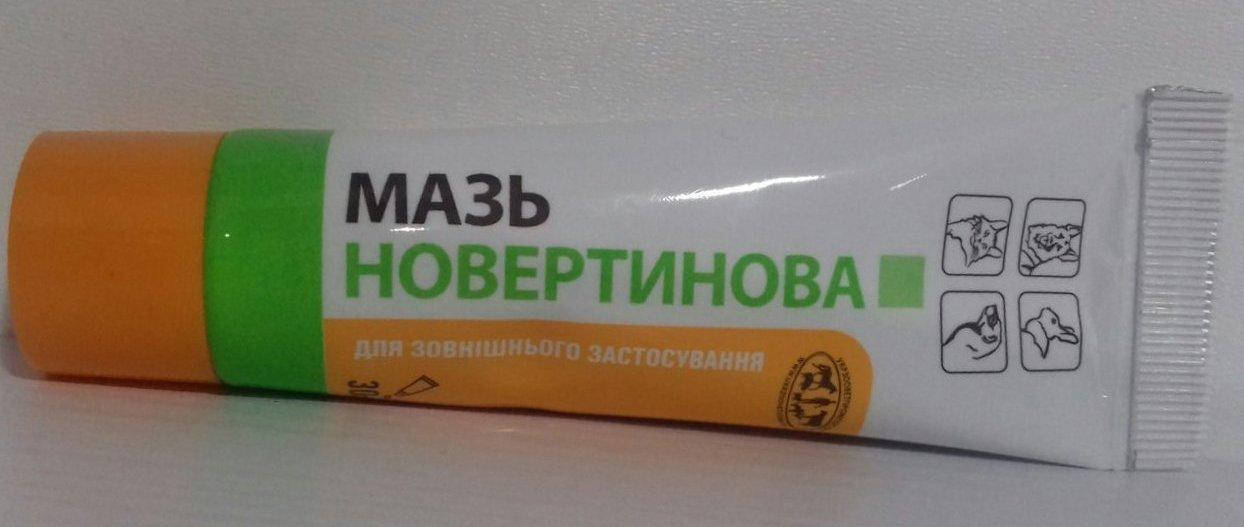 МАЗЬ
НОВЕРТИНОВА
ДЛЯ ЗОВНІШНЬОГО ЗАСТОСУВАННЯ